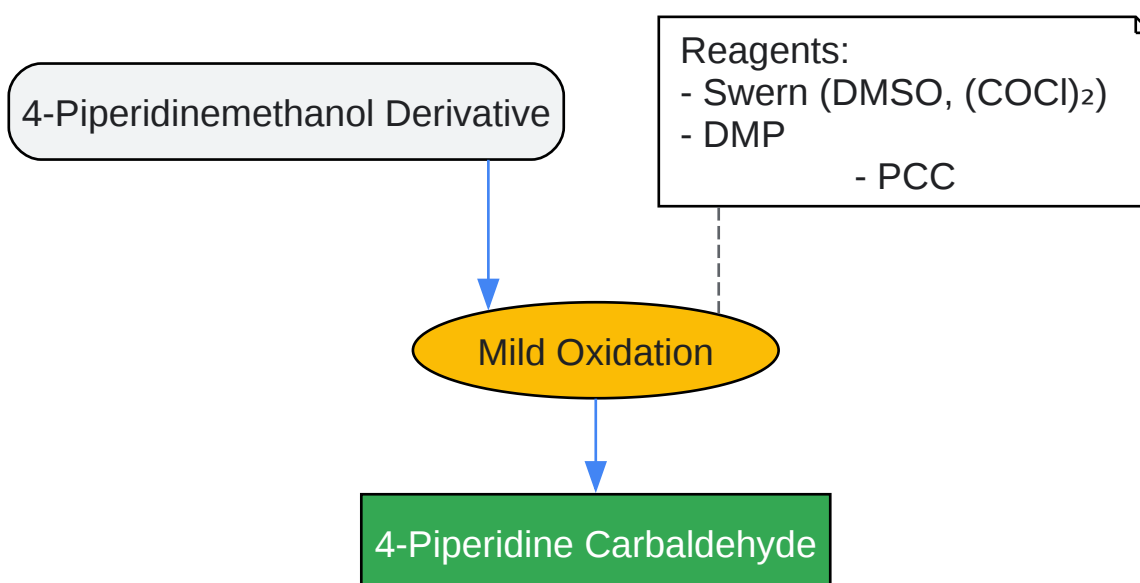 Reagents:
- Swern (DMSO, (COCl)₂)
- DMP
- PCC
4-Piperidinemethanol Derivative
Mild Oxidation
4-Piperidine Carbaldehyde